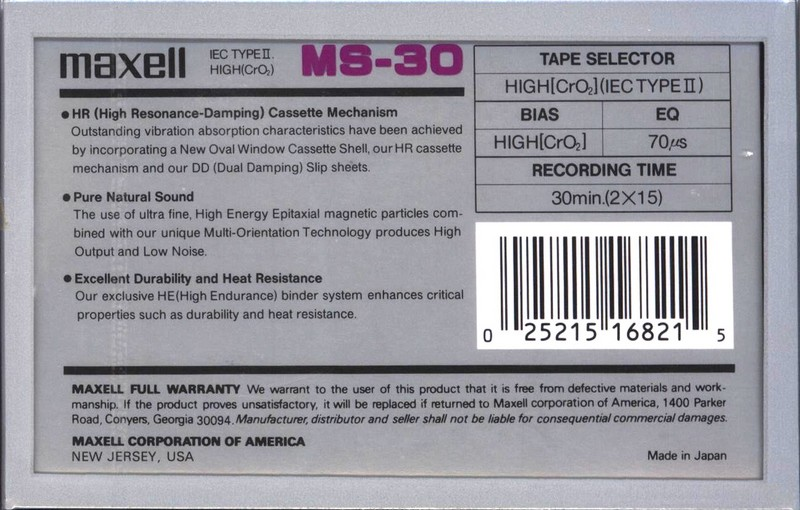 maxell
IEC TYPE II.
HIGH(CrO₂)
MS-30
● HR (High Resonance-Damping) Cassette Mechanism
Outstanding vibration absorption characteristics have been achieved
by incorporating a New Oval Window Cassette Shell, our HR cassette
mechanism and our DD (Dual Damping) Slip sheets.
● Pure Natural Sound
The use of ultra fine, High Energy Epitaxial magnetic particles com-
bined with our unique Multi-Orientation Technology produces High
Output and Low Noise.
● Excellent Durability and Heat Resistance
Our exclusive HE(High Endurance) binder system enhances critical
properties such as durability and heat resistance.
TAPE SELECTOR
HIGH[CrO₂](IEC TYPE II)
BIAS EQ
HIGH[CrO₂] 70μs
RECORDING TIME
30min.(2×15)
0 25215 16821 5
MAXELL FULL WARRANTY We warrant to the user of this product that it is free from defective materials and work-
manship. If the product proves unsatisfactory, it will be replaced if returned to Maxell corporation of America, 1400 Parker
Road, Conyers, Georgia 30094. Manufacturer, distributor and seller shall not be liable for consequential commercial damages.
MAXELL CORPORATION OF AMERICA
NEW JERSEY, USA
Made in Japan